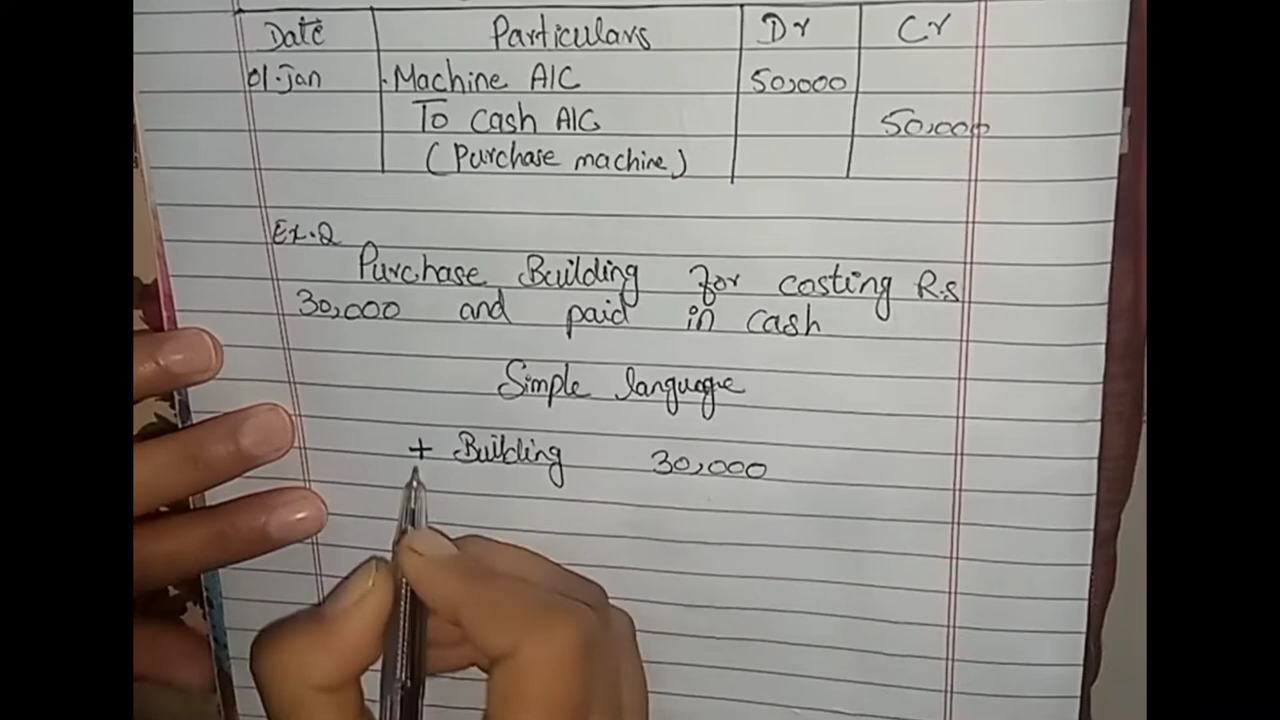 Date Particulars Dr Cr
01-Jan Machine A/C 50,000
To Cash A/C 50,000
(Purchase machine)
Ex.2
Purchase Building for costing R.s
30,000 and paid in cash
Simple language
+ Building 30,000